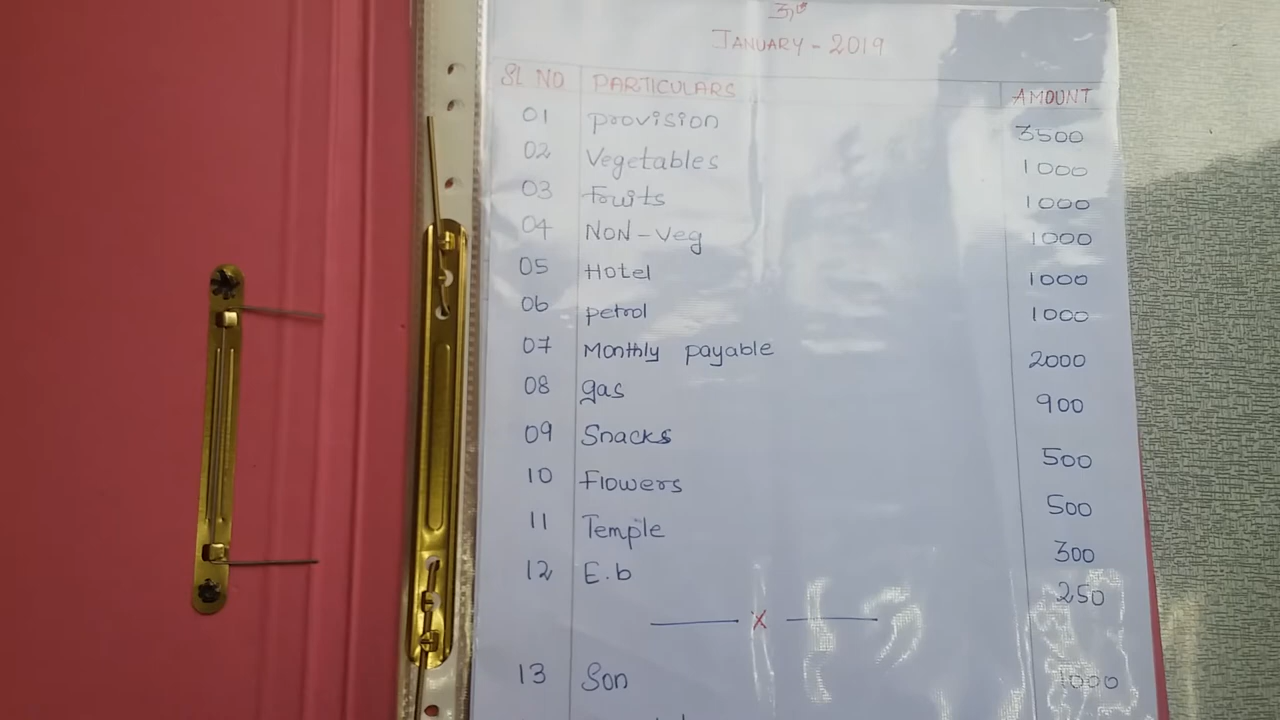 JANUARY - 2019
SL NO PARTICULARS AMOUNT
01 provision 3500
02 Vegetables 1000
03 Fruits 1000
04 NON-Veg 1000
05 Hotel 1000
06 petrol 1000
07 Monthly payable 2000
08 gas 900
09 Snacks 500
10 Flowers 500
11 Temple 300
12 E.b 250
X
13 Son 1000